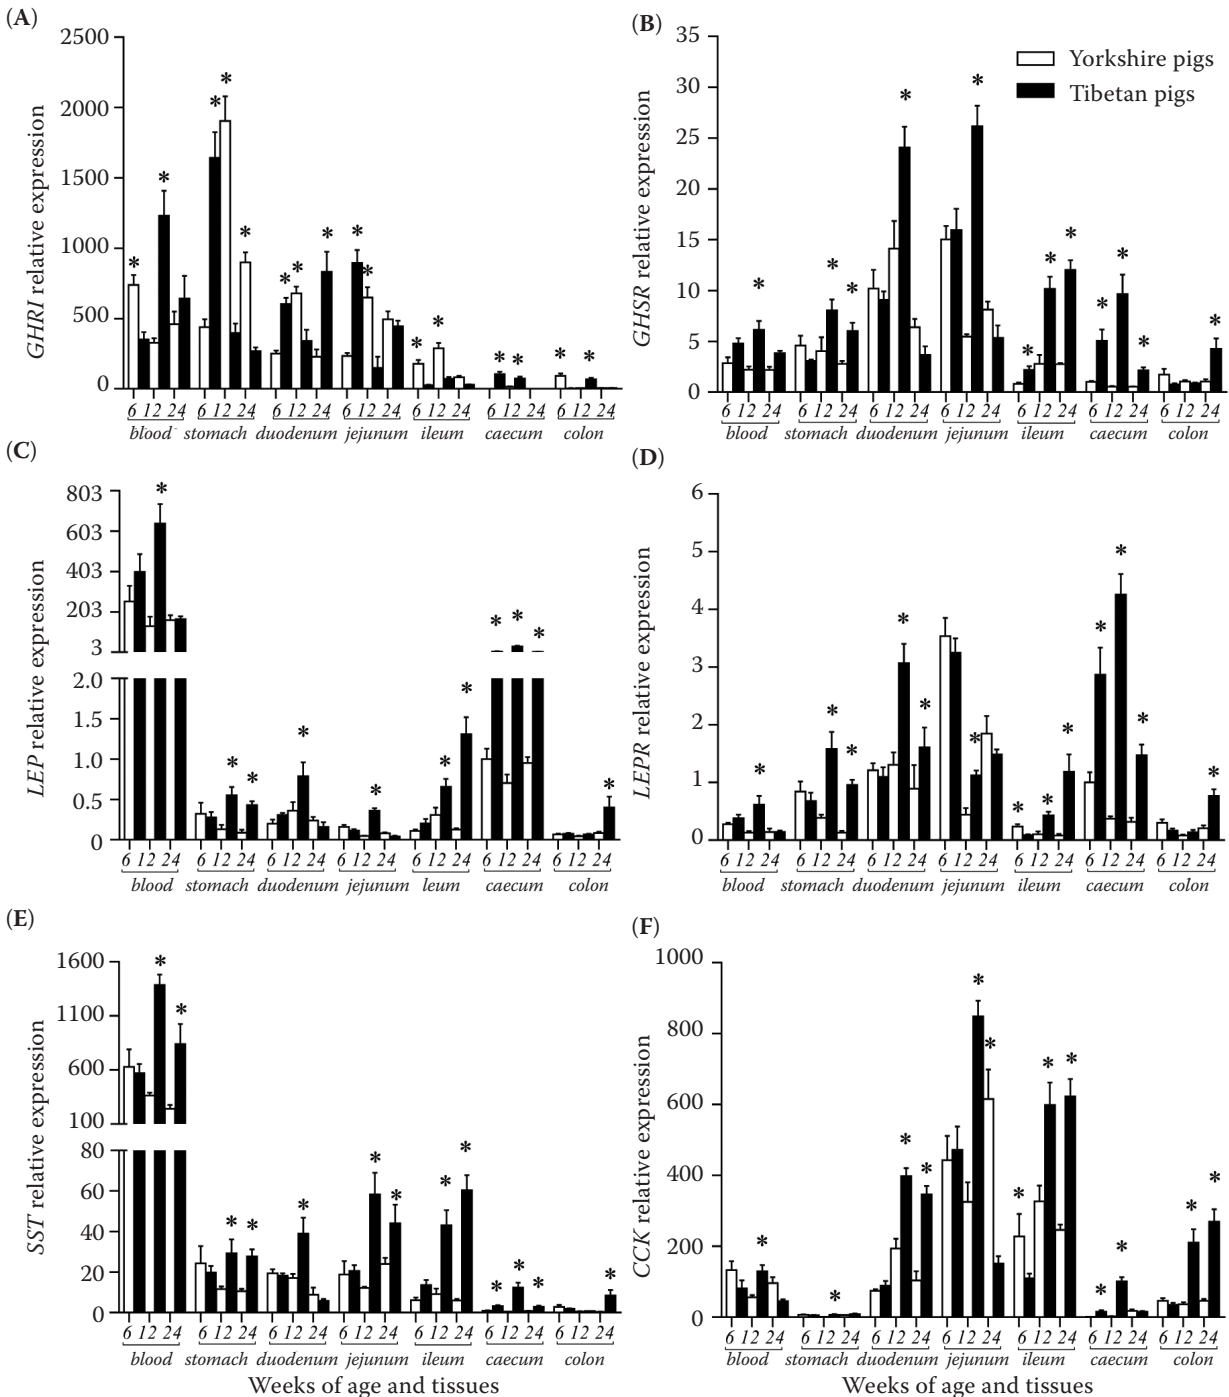 (A)
2500
2000
1500
1000
500
0
GHRI relative expression
6 12 24 6 12 24 6 12 24 6 12 24 6 12 24 6 12 24 6 12 24
blood stomach duodenum jejunum ileum caecum colon
(B)
Yorkshire pigs
Tibetan pigs
35
30
25
20
15
10
5
0
GHSR relative expression
6 12 24 6 12 24 6 12 24 6 12 24 6 12 24 6 12 24 6 12 24
blood stomach duodenum jejunum ileum caecum colon
(C)
803
603
403
203
3
2.0
1.5
1.0
0.5
0
LEP relative expression
6 12 24 6 12 24 6 12 24 6 12 24 6 12 24 6 12 24 6 12 24
blood stomach duodenum jejunum leum caecum colon
(D)
6
5
4
3
2
1
0
LEPR relative expression
6 12 24 6 12 24 6 12 24 6 12 24 6 12 24 6 12 24 6 12 24
blood stomach duodenum jejunum ileum caecum colon
(E)
1600
1100
600
100
80
60
40
20
0
SST relative expression
6 12 24 6 12 24 6 12 24 6 12 24 6 12 24 6 12 24 6 12 24
blood stomach duodenum jejunum ileum caecum colon
Weeks of age and tissues
(F)
1000
800
600
400
200
0
CCK relative expression
6 12 24 6 12 24 6 12 24 6 12 24 6 12 24 6 12 24 6 12 24
blood stomach duodenum jejunum ileum caecum colon
Weeks of age and tissues